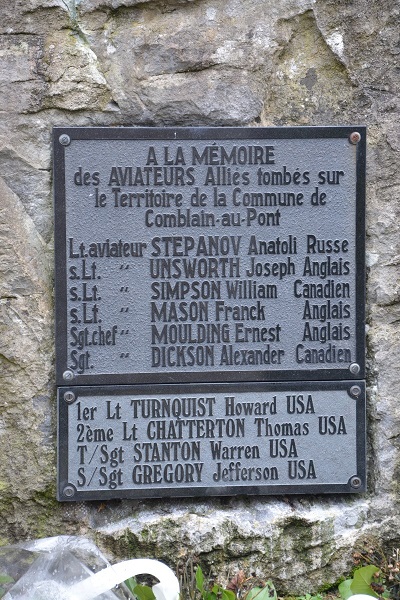 A LA MÉMOIRE
des AVIATEURS Alliés tombés sur
le Territoire de la Commune de
Comblain-au-Pont
Lt.aviateur STEPANOV Anatoli Russe
s.Lt. " UNSWORTH Joseph Anglais
s.Lt. " SIMPSON William Canadien
s.Lt. " MASON Franck Anglais
Sgt.chef " MOULDING Ernest Anglais
Sgt. " DICKSON Alexander Canadien
1er Lt TURNQUIST Howard USA
2ème Lt CHATTERTON Thomas USA
T/Sgt STANTON Warren USA
S/Sgt GREGORY Jefferson USA